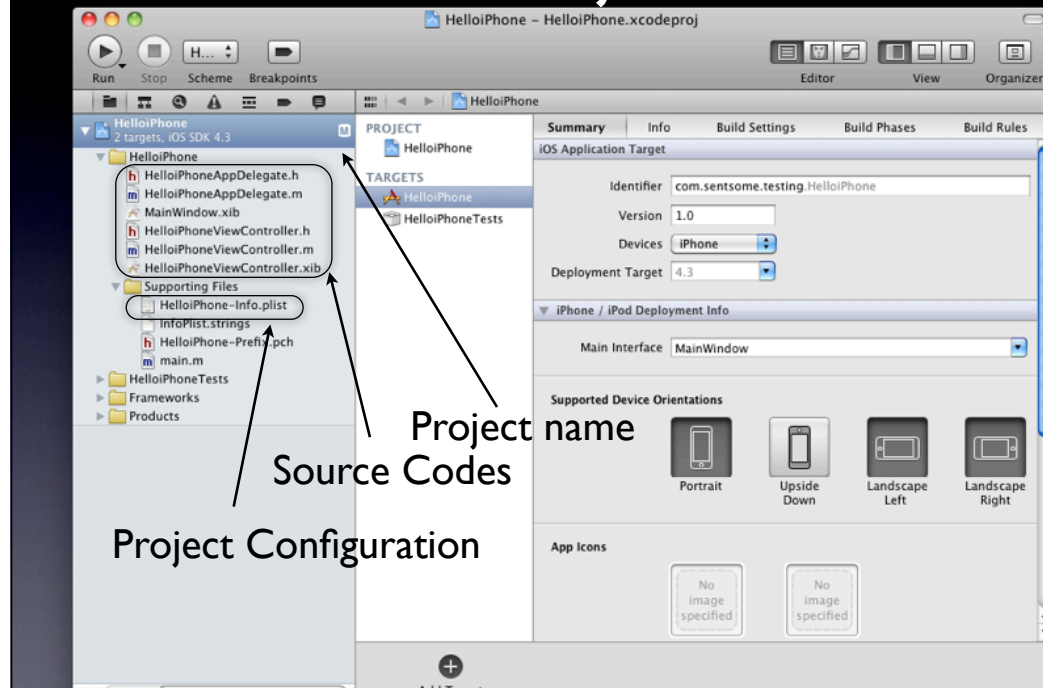 HelloiPhone – HelloiPhone.xcodeproj
H...
Run Stop Scheme Breakpoints
Editor View Organizer
HelloiPhone
HelloiPhone
2 targets, iOS SDK 4.3
M
HelloiPhone
h HelloiPhoneAppDelegate.h
m HelloiPhoneAppDelegate.m
MainWindow.xib
h HelloiPhoneViewController.h
m HelloiPhoneViewController.m
HelloiPhoneViewController.xib
Supporting Files
HelloiPhone-Info.plist
InfoPlist.strings
h HelloiPhone-Prefix.pch
m main.m
HelloiPhoneTests
Frameworks
Products
PROJECT
HelloiPhone
TARGETS
HelloiPhone
HelloiPhoneTests
Summary Info Build Settings Build Phases Build Rules
iOS Application Target
Identifier com.sentsome.testing.HelloiPhone
Version 1.0
Devices iPhone
Deployment Target 4.3
iPhone / iPod Deployment Info
Main Interface MainWindow
Supported Device Orientations
Portrait
Upside Down
Landscape Left
Landscape Right
App Icons
No image specified
No image specified
Project name
Source Codes
Project Configuration